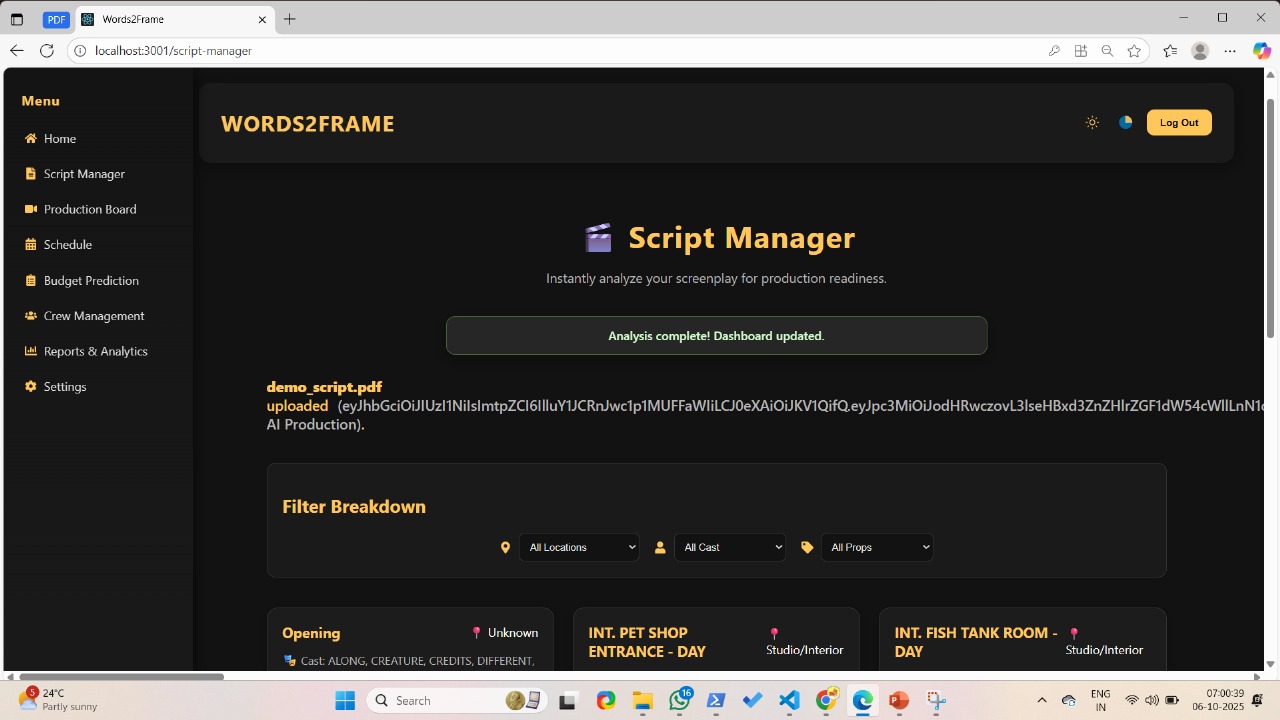 PDF
Words2Frame
localhost:3001/script-manager
Menu
Home
Script Manager
Production Board
Schedule
Budget Prediction
Crew Management
Reports & Analytics
Settings
WORDS2FRAME
Log Out
Script Manager
Instantly analyze your screenplay for production readiness.
Analysis complete! Dashboard updated.
demo_script.pdf
uploaded
AI Production).
Filter Breakdown
All Locations
All Cast
All Props
Opening
Unknown
Cast: ALONG, CREATURE, CREDITS, DIFFERENT,
INT. PET SHOP
ENTRANCE - DAY
Studio/Interior
INT. FISH TANK ROOM -
DAY
Studio/Interior
5
24°C
Partly sunny
Search
16
ENG
IN
07:00:39
06-10-2025